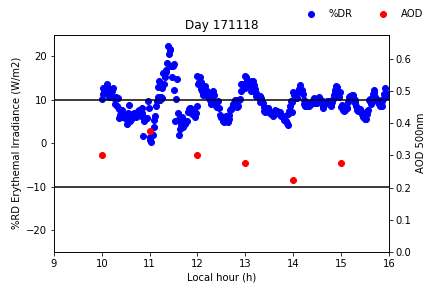 %DR AOD
Day 171118
%RD Erythemal Irradiance (W/m2)
20
10
0
−10
−20
0.6
0.5
0.4
0.3
0.2
0.1
0.0
AOD 500nm
9 10 11 12 13 14 15 16
Local hour (h)